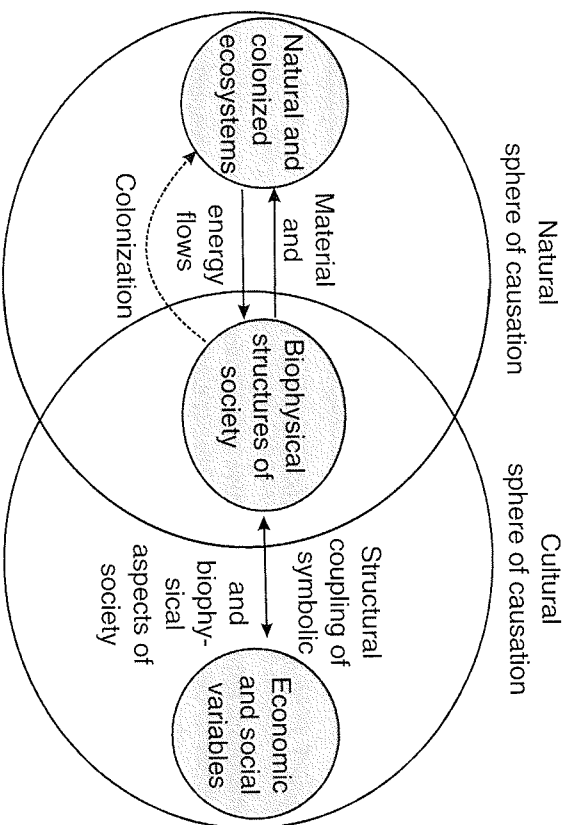 Natural
sphere of causation
Cultural
sphere of causation
Natural and
colonized
ecosystems
Material
and
energy
flows
Colonization
Biophysical
structures of
society
Structural
coupling of
symbolic
and
biophy-
sical
aspects of
society
Economic
and social
variables